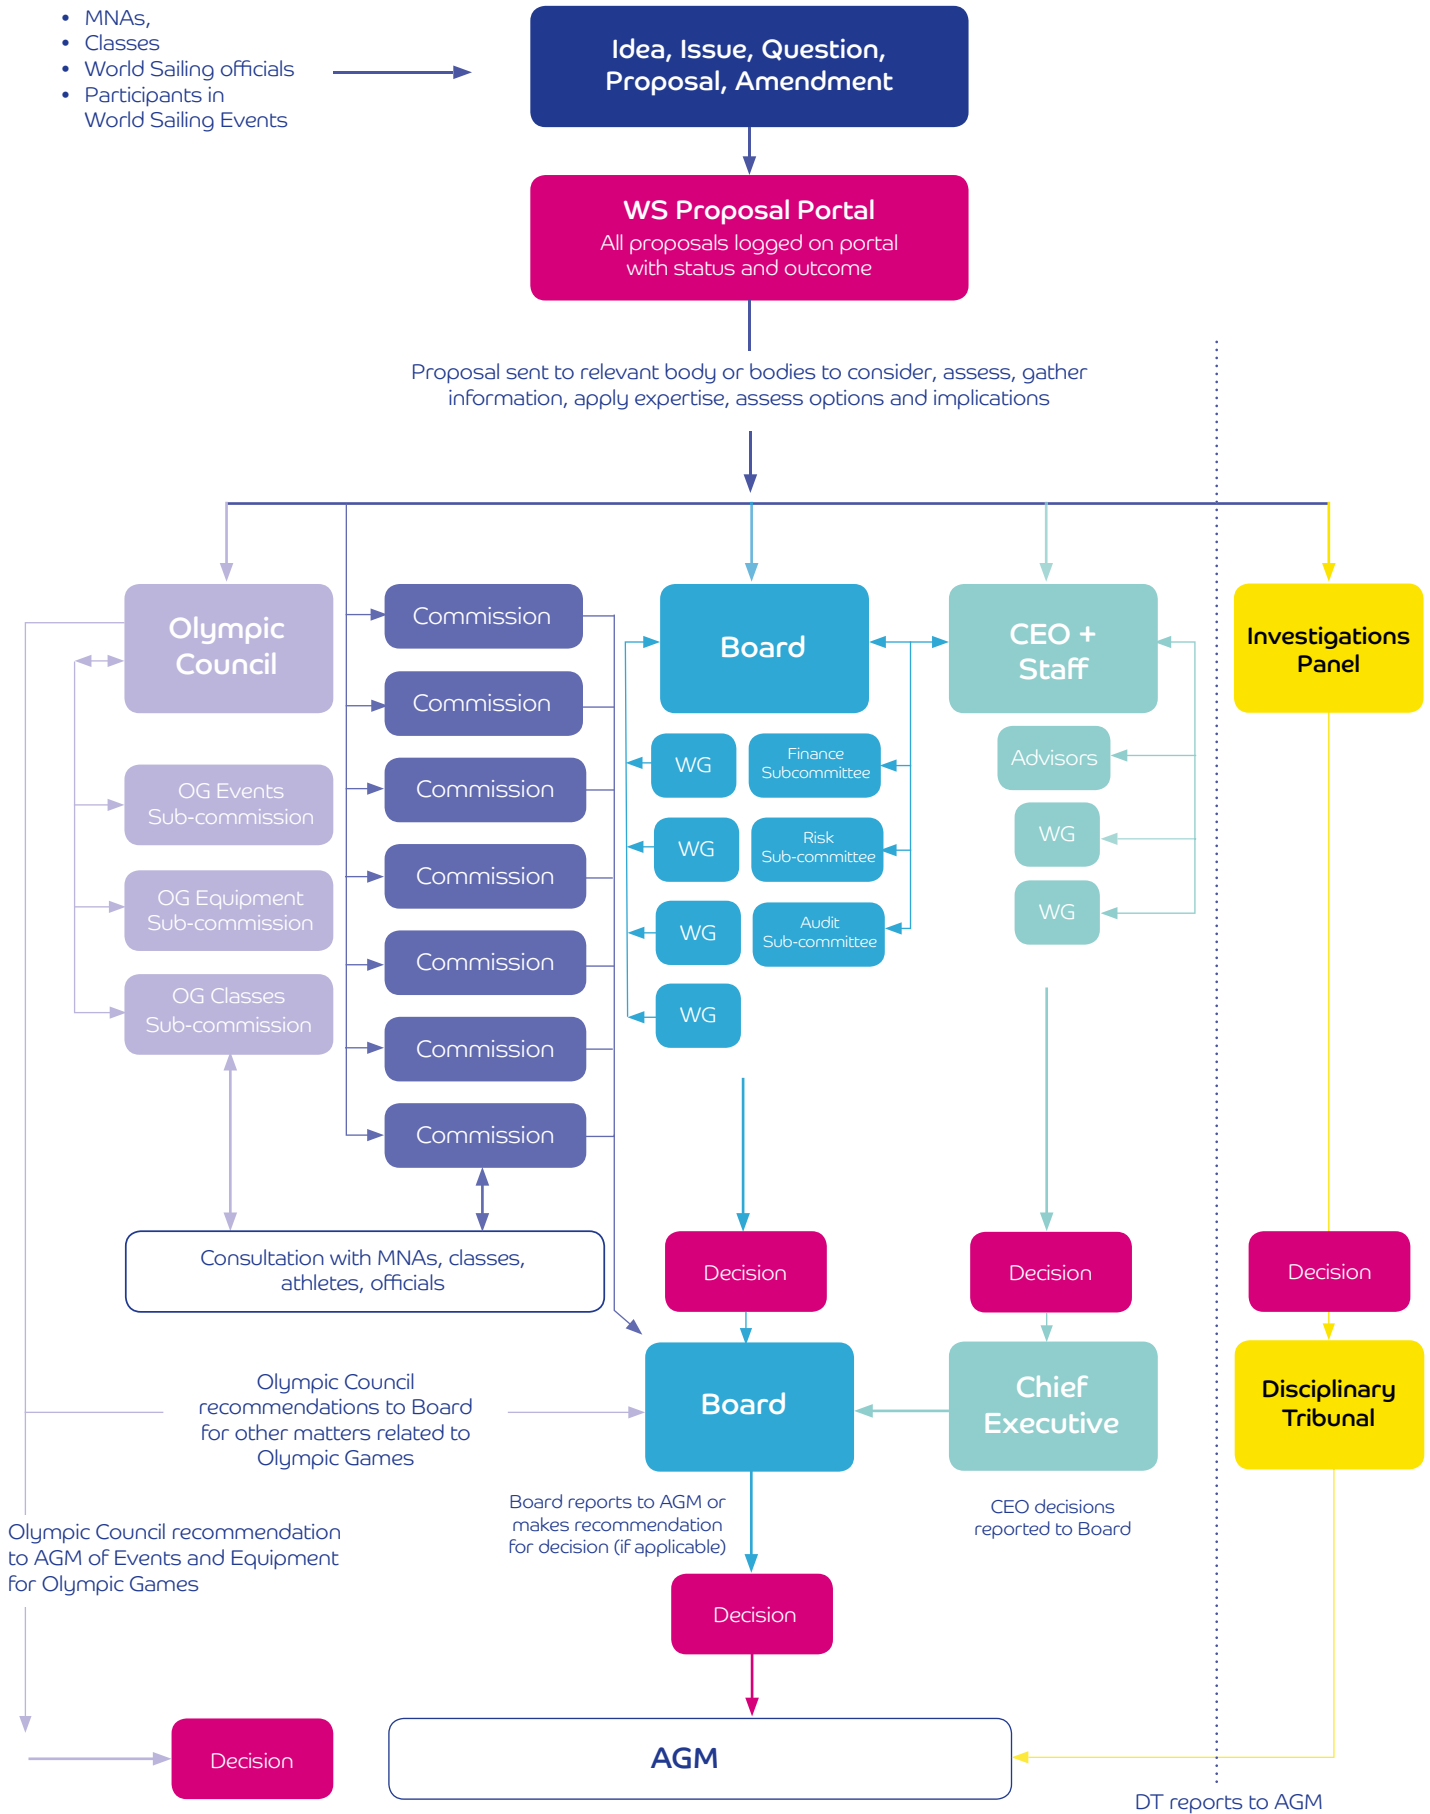 • MNAs,
• Classes
• World Sailing officials
• Participants in
World Sailing Events
Idea, Issue, Question,
Proposal, Amendment
WS Proposal Portal
All proposals logged on portal
with status and outcome
Proposal sent to relevant body or bodies to consider, assess, gather
information, apply expertise, assess options and implications
Olympic
Council
OG Events
Sub-commission
OG Equipment
Sub-commission
OG Classes
Sub-commission
Commission
Commission
Commission
Commission
Commission
Commission
Commission
Board
WG
WG
WG
WG
Finance
Subcommittee
Risk
Sub-committee
Audit
Sub-committee
CEO +
Staff
Advisors
WG
WG
Investigations
Panel
Consultation with MNAs, classes,
athletes, officials
Decision
Decision
Decision
Olympic Council
recommendations to Board
for other matters related to
Olympic Games
Board
Chief
Executive
Disciplinary
Tribunal
Olympic Council recommendation
to AGM of Events and Equipment
for Olympic Games
Board reports to AGM or
makes recommendation
for decision (if applicable)
CEO decisions
reported to Board
Decision
Decision
AGM
DT reports to AGM